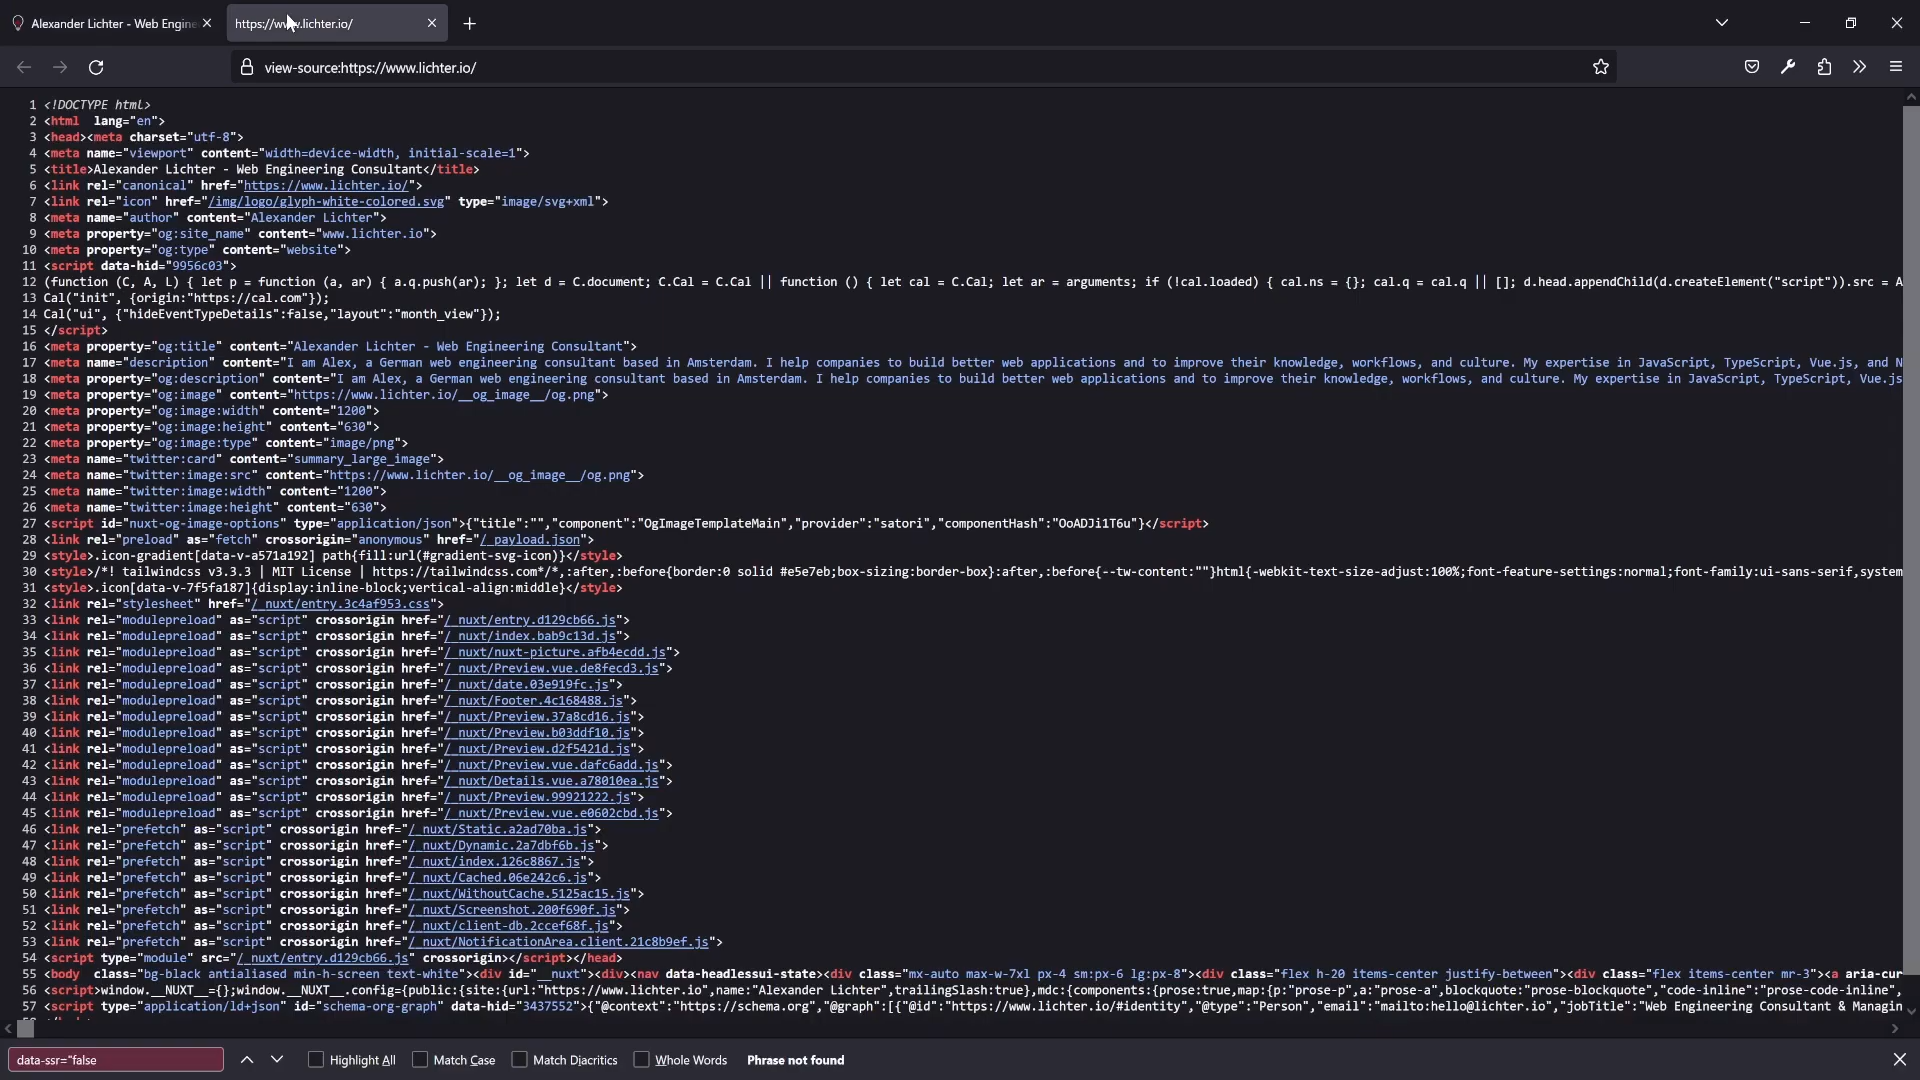 Alexander Lichter - Web Engine
https://www.lichter.io/
view-source:https://www.lichter.io/
1 <!DOCTYPE html>
2 <html  lang="en">
3 <head><meta charset="utf-8">
4 <meta name="viewport" content="width=device-width, initial-scale=1">
5 <title>Alexander Lichter - Web Engineering Consultant</title>
6 <link rel="canonical" href="https://www.lichter.io/">
7 <link rel="icon" href="/img/logo/glyph-white-colored.svg" type="image/svg+xml">
8 <meta name="author" content="Alexander Lichter">
9 <meta property="og:site_name" content="www.lichter.io">
10 <meta property="og:type" content="website">
11 <script data-hid="9956c03">
12 (function (C, A, L) { let p = function (a, ar) { a.q.push(ar); }; let d = C.document; C.Cal = C.Cal || function () { let cal = C.Cal; let ar = arguments; if (!cal.loaded) { cal.ns = {}; cal.q = cal.q || []; d.head.appendChild(d.createElement("script")).src = A
13 Cal("init", {origin:"https://cal.com"});
14 Cal("ui", {"hideEventTypeDetails":false,"layout":"month_view"});
15 </script>
16 <meta property="og:title" content="Alexander Lichter - Web Engineering Consultant">
17 <meta name="description" content="I am Alex, a German web engineering consultant based in Amsterdam. I help companies to build better web applications and to improve their knowledge, workflows, and culture. My expertise in JavaScript, TypeScript, Vue.js, and N
18 <meta property="og:description" content="I am Alex, a German web engineering consultant based in Amsterdam. I help companies to build better web applications and to improve their knowledge, workflows, and culture. My expertise in JavaScript, TypeScript, Vue.js
19 <meta property="og:image" content="https://www.lichter.io/__og_image__/og.png">
20 <meta property="og:image:width" content="1200">
21 <meta property="og:image:height" content="630">
22 <meta property="og:image:type" content="image/png">
23 <meta name="twitter:card" content="summary_large_image">
24 <meta name="twitter:image:src" content="https://www.lichter.io/__og_image__/og.png">
25 <meta name="twitter:image:width" content="1200">
26 <meta name="twitter:image:height" content="630">
27 <script id="nuxt-og-image-options" type="application/json">{"title":"","component":"OgImageTemplateMain","provider":"satori","componentHash":"OoADJi1T6u"}</script>
28 <link rel="preload" as="fetch" crossorigin="anonymous" href="/_payload.json">
29 <style>.icon-gradient[data-v-a571a192] path{fill:url(#gradient-svg-icon)}</style>
30 <style>/*! tailwindcss v3.3.3 | MIT License | https://tailwindcss.com*/*,:after,:before{border:0 solid #e5e7eb;box-sizing:border-box}:after,:before{--tw-content:""}html{-webkit-text-size-adjust:100%;font-feature-settings:normal;font-family:ui-sans-serif,system
31 <style>.icon[data-v-7f5fa187]{display:inline-block;vertical-align:middle}</style>
32 <link rel="stylesheet" href="/_nuxt/entry.3c4af953.css">
33 <link rel="modulepreload" as="script" crossorigin href="/_nuxt/entry.d129cb66.js">
34 <link rel="modulepreload" as="script" crossorigin href="/_nuxt/index.bab9c13d.js">
35 <link rel="modulepreload" as="script" crossorigin href="/_nuxt/nuxt-picture.afb4ecdd.js">
36 <link rel="modulepreload" as="script" crossorigin href="/_nuxt/Preview.vue.de8fecd3.js">
37 <link rel="modulepreload" as="script" crossorigin href="/_nuxt/date.03e919fc.js">
38 <link rel="modulepreload" as="script" crossorigin href="/_nuxt/Footer.4c168488.js">
39 <link rel="modulepreload" as="script" crossorigin href="/_nuxt/Preview.37a8cd16.js">
40 <link rel="modulepreload" as="script" crossorigin href="/_nuxt/Preview.b03ddf10.js">
41 <link rel="modulepreload" as="script" crossorigin href="/_nuxt/Preview.d2f5421d.js">
42 <link rel="modulepreload" as="script" crossorigin href="/_nuxt/Preview.vue.dafc6add.js">
43 <link rel="modulepreload" as="script" crossorigin href="/_nuxt/Details.vue.a78010ea.js">
44 <link rel="modulepreload" as="script" crossorigin href="/_nuxt/Preview.99921222.js">
45 <link rel="modulepreload" as="script" crossorigin href="/_nuxt/Preview.vue.e0602cbd.js">
46 <link rel="prefetch" as="script" crossorigin href="/_nuxt/Static.a2ad70ba.js">
47 <link rel="prefetch" as="script" crossorigin href="/_nuxt/Dynamic.2a7dbf6b.js">
48 <link rel="prefetch" as="script" crossorigin href="/_nuxt/index.126c8867.js">
49 <link rel="prefetch" as="script" crossorigin href="/_nuxt/Cached.06e242c6.js">
50 <link rel="prefetch" as="script" crossorigin href="/_nuxt/WithoutCache.5125ac15.js">
51 <link rel="prefetch" as="script" crossorigin href="/_nuxt/Screenshot.200f690f.js">
52 <link rel="prefetch" as="script" crossorigin href="/_nuxt/client-db.2ccef68f.js">
53 <link rel="prefetch" as="script" crossorigin href="/_nuxt/NotificationArea.client.21c8b9ef.js">
54 <script type="module" src="/_nuxt/entry.d129cb66.js" crossorigin></script></head>
55 <body  class="bg-black antialiased min-h-screen text-white"><div id="__nuxt"><div><nav data-headlessui-state><div class="mx-auto max-w-7xl px-4 sm:px-6 lg:px-8"><div class="flex h-20 items-center justify-between"><div class="flex items-center mr-3"><a aria-cur
56 <script>window.__NUXT__={};window.__NUXT__.config={public:{site:{url:"https://www.lichter.io",name:"Alexander Lichter",trailingSlash:true},mdc:{components:{prose:true,map:{p:"prose-p",a:"prose-a",blockquote:"prose-blockquote","code-inline":"prose-code-inline",
57 <script type="application/ld+json" id="schema-org-graph" data-hid="3437552">{"@context":"https://schema.org","@graph":[{"@id":"https://www.lichter.io/#identity","@type":"Person","email":"mailto:hello@lichter.io","jobTitle":"Web Engineering Consultant & Managin
data-ssr="false
Highlight All
Match Case
Match Diacritics
Whole Words
Phrase not found